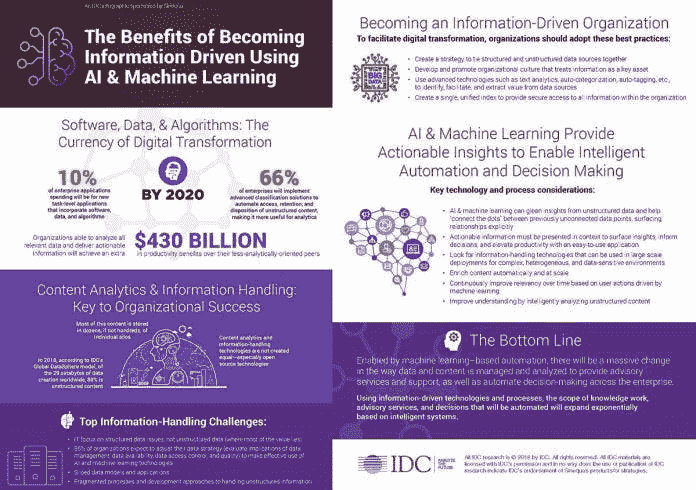 An IDC infographic sponsored by Sinequa
The Benefits of Becoming
Information Driven Using
AI & Machine Learning
Software, Data, & Algorithms: The
Currency of Digital Transformation
10%
of enterprise applications
spending will be for new
task-level applications
that incorporate software,
data, and algorithms
BY 2020
66%
of enterprises will implement
advanced classification solutions to
automate access, retention, and
disposition of unstructured content,
making it more useful for analytics
Organizations able to analyze all
relevant data and deliver actionable
information will achieve an extra
$430 BILLION
in productivity benefits over their less-analytically oriented peers
Content Analytics & Information Handling:
Key to Organizational Success
Most of this content is stored
in dozens, if not hundreds, of
individual silos
In 2018, according to IDC's
Global DataSphere model, of
the 29 zetabytes of data
creation worldwide, 88% is
unstructured content
Content analytics and
information-handling
technologies are not created
equal—especially open
source technologies
Top Information-Handling Challenges:
• IT focus on structured data issues, not unstructured data (where most of the value lies)
• 86% of organizations expect to adjust their data strategy (evaluate implications of data
management, data availability, data access, control, and quality) to make effective use of
AI and machine learning technologies
• Siloed data models and applications
• Fragmented processes and development approaches to handling unstructured information
Becoming an Information-Driven Organization
To facilitate digital transformation, organizations should adopt these best practices:
BIG
DATA
• Create a strategy to tie structured and unstructured data sources together
• Develop and promote organizational culture that treats information as a key asset
• Use advanced technologies such as text analytics, auto-categorization, auto-tagging, etc.,
to identify, facilitate, and extract value from data sources
• Create a single, unified index to provide secure access to all information within the organization
AI & Machine Learning Provide
Actionable Insights to Enable Intelligent
Automation and Decision Making
Key technology and process considerations:
• AI & machine learning can glean insights from unstructured data and help
"connect the dots" between previously unconnected data points, surfacing
relationships explicitly
• Actionable information must be presented in context to surface insights, inform
decisions, and elevate productivity with an easy-to-use application
• Look for information-handling technologies that can be used in large scale
deployments for complex, heterogeneous, and data-sensitive environments
• Enrich content automatically and at scale
• Continuously improve relevancy over time based on user actions driven by
machine learning
• Improve understanding by intelligently analyzing unstructured content
The Bottom Line
Enabled by machine learning–based automation, there will be a massive change
in the way data and content is managed and analyzed to provide advisory
services and support, as well as automate decision-making across the enterprise.
Using information-driven technologies and processes, the scope of knowledge work,
advisory services, and decisions that will be automated will expand exponentially
based on intelligent systems.
IDC
ANALYZE
THE
FUTURE
All IDC research is © 2018 by IDC. All rights reserved. All IDC materials are
licensed with IDC's permission and in no way does the use or publication of IDC
research indicate IDC's endorsement of Sinequa's products/or strategies.